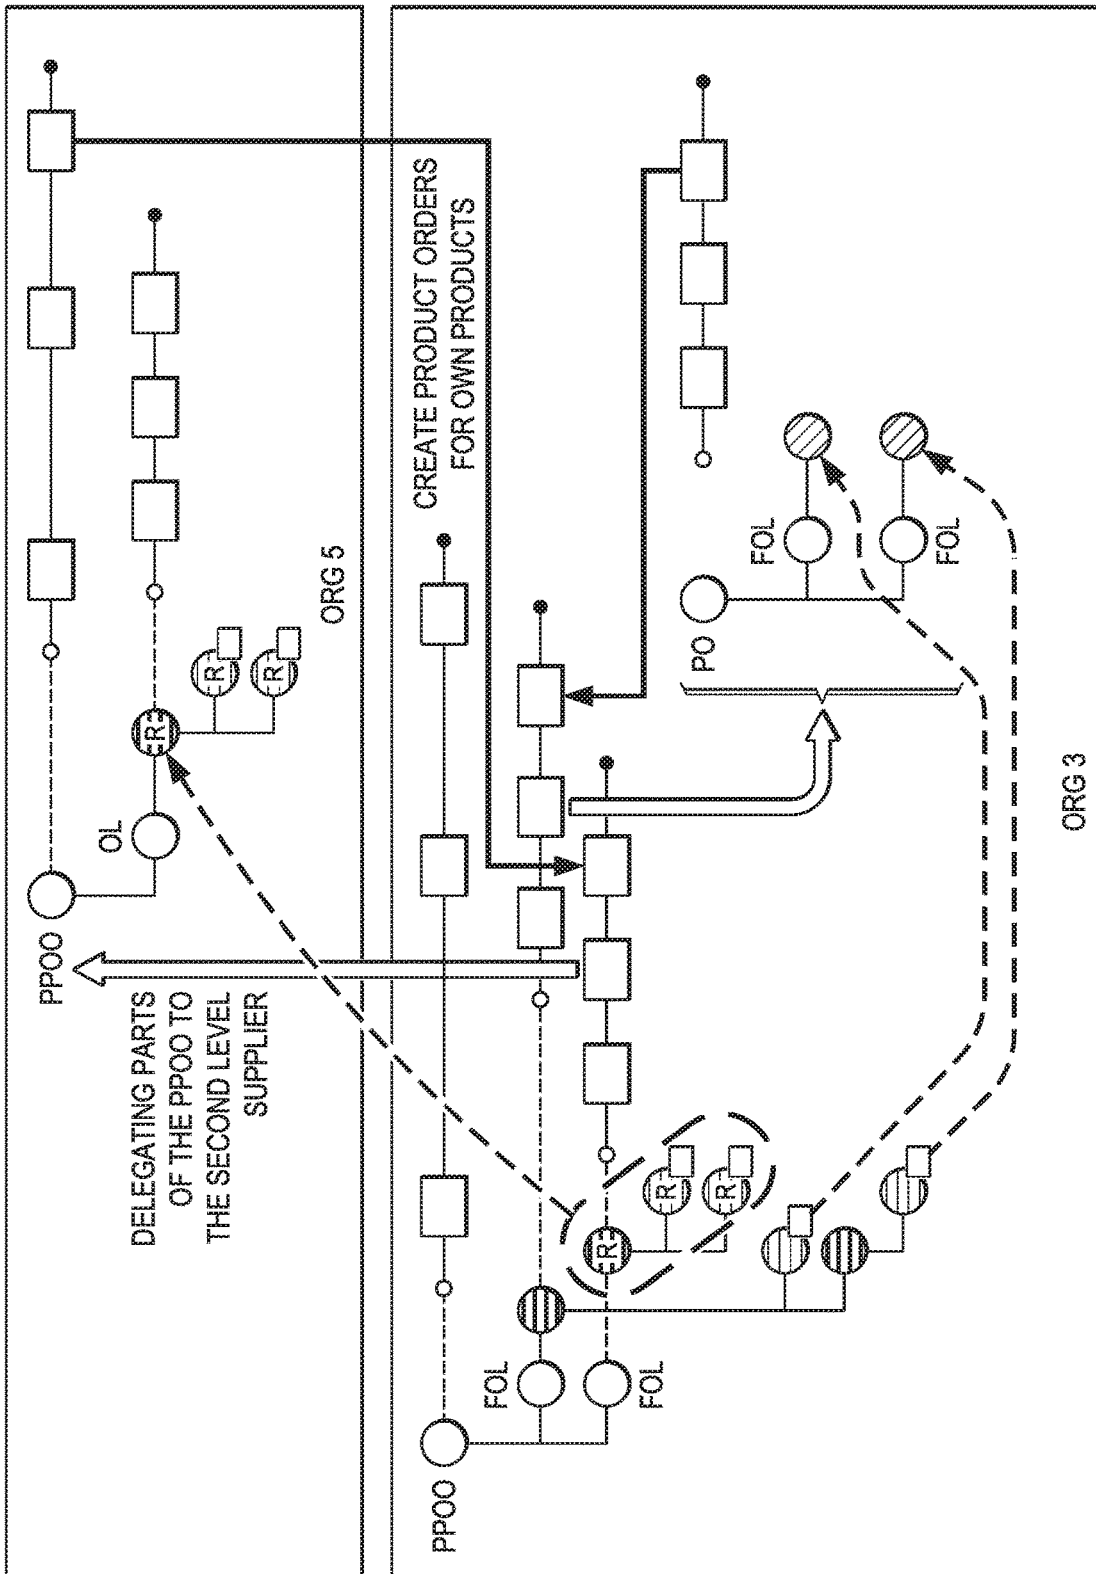 PPOO
OL
R
R
R
ORG 5
DELEGATING PARTS
OF THE PPOO TO
THE SECOND LEVEL
SUPPLIER
CREATE PRODUCT ORDERS
FOR OWN PRODUCTS
PPOO
FOL
FOL
R
R
R
PO
FOL
FOL
ORG 3